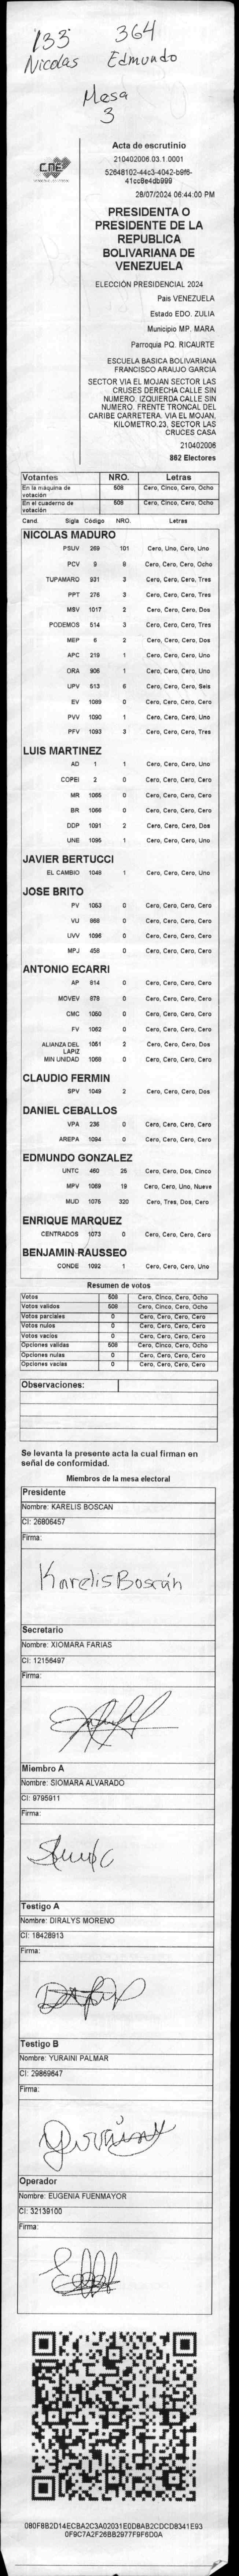 133 364
Nicolas Edmundo
Mesa
3
CNE
Acta de escrutinio
210402006.03.1.0001
52648102-44c3-4042-b9f6-
41cc8e4db999
28/07/2024 06:44:00 PM
PRESIDENTA O
PRESIDENTE DE LA
REPUBLICA
BOLIVARIANA DE
VENEZUELA
ELECCIÓN PRESIDENCIAL 2024
Pais VENEZUELA
Estado EDO. ZULIA
Municipio MP. MARA
Parroquia PQ. RICAURTE
ESCUELA BASICA BOLIVARIANA
FRANCISCO ARAUJO GARCIA
SECTOR VIA EL MOJAN SECTOR LAS
CRUSES DERECHA CALLE SIN
NUMERO. IZQUIERDA CALLE SIN
NUMERO. FRENTE TRONCAL DEL
CARIBE CARRETERA. VIA EL MOJAN,
KILOMETRO,23, SECTOR LAS
CRUCES CASA
210402006
862 Electores
Votantes NRO. Letras
En la máquina de votación 508 Cero, Cinco, Cero, Ocho
En el cuaderno de votación 508 Cero, Cinco, Cero, Ocho
Cand. Sigla Código NRO. Letras
NICOLAS MADURO
PSUV 269 101 Cero, Uno, Cero, Uno
PCV 9 8 Cero, Cero, Cero, Ocho
TUPAMARO 931 3 Cero, Cero, Cero, Tres
PPT 276 3 Cero, Cero, Cero, Tres
MSV 1017 2 Cero, Cero, Cero, Dos
PODEMOS 514 3 Cero, Cero, Cero, Tres
MEP 6 2 Cero, Cero, Cero, Dos
APC 219 1 Cero, Cero, Cero, Uno
ORA 906 1 Cero, Cero, Cero, Uno
UPV 613 6 Cero, Cero, Cero, Seis
EV 1089 0 Cero, Cero, Cero, Cero
PVV 1090 1 Cero, Cero, Cero, Uno
PFV 1093 3 Cero, Cero, Cero, Tres
LUIS MARTINEZ
AD 1 1 Cero, Cero, Cero, Uno
COPEI 2 0 Cero, Cero, Cero, Cero
MR 1065 0 Cero, Cero, Cero, Cero
BR 1066 0 Cero, Cero, Cero, Cero
DDP 1091 2 Cero, Cero, Cero, Dos
UNE 1095 1 Cero, Cero, Cero, Uno
JAVIER BERTUCCI
EL CAMBIO 1048 1 Cero, Cero, Cero, Uno
JOSE BRITO
PV 1053 0 Cero, Cero, Cero, Cero
VU 868 0 Cero, Cero, Cero, Cero
UVV 1096 0 Cero, Cero, Cero, Cero
MPJ 458 0 Cero, Cero, Cero, Cero
ANTONIO ECARRI
AP 814 0 Cero, Cero, Cero, Cero
MOVEV 878 0 Cero, Cero, Cero, Cero
CMC 1050 0 Cero, Cero, Cero, Cero
FV 1062 0 Cero, Cero, Cero, Cero
ALIANZA DEL LAPIZ 1051 2 Cero, Cero, Cero, Dos
MIN UNIDAD 1068 0 Cero, Cero, Cero, Cero
CLAUDIO FERMIN
SPV 1049 2 Cero, Cero, Cero, Dos
DANIEL CEBALLOS
VPA 236 0 Cero, Cero, Cero, Cero
AREPA 1094 0 Cero, Cero, Cero, Cero
EDMUNDO GONZALEZ
UNTC 460 25 Cero, Cero, Dos, Cinco
MPV 1069 19 Cero, Cero, Uno, Nueve
MUD 1075 320 Cero, Tres, Dos, Cero
ENRIQUE MARQUEZ
CENTRADOS 1073 0 Cero, Cero, Cero, Cero
BENJAMIN RAUSSEO
CONDE 1092 1 Cero, Cero, Cero, Uno
Resumen de votos
Votos 508 Cero, Cinco, Cero, Ocho
Votos validos 508 Cero, Cinco, Cero, Ocho
Votos parciales 0 Cero, Cero, Cero, Cero
Votos nulos 0 Cero, Cero, Cero, Cero
Votos vacios 0 Cero, Cero, Cero, Cero
Opciones validas 508 Cero, Cinco, Cero, Ocho
Opciones nulas 0 Cero, Cero, Cero, Cero
Opciones vacias 0 Cero, Cero, Cero, Cero
Observaciones:
Se levanta la presente acta la cual firman en
señal de conformidad.
Miembros de la mesa electoral
Presidente
Nombre: KARELIS BOSCAN
CI: 26806457
Firma:
Karelis Boscán
Secretario
Nombre: XIOMARA FARIAS
CI: 12156497
Firma:
Miembro A
Nombre: SIOMARA ALVARADO
CI: 9795911
Firma:
Testigo A
Nombre: DIRALYS MORENO
CI: 18428913
Firma:
Testigo B
Nombre: YURAINI PALMAR
CI: 29869647
Firma:
Operador
Nombre: EUGENIA FUENMAYOR
CI: 32139100
Firma:
080F8B2D14ECBA2C3A02031E0D8AB2CDCD8341E93
0F9C7A2F26BB2977F9F6D0A